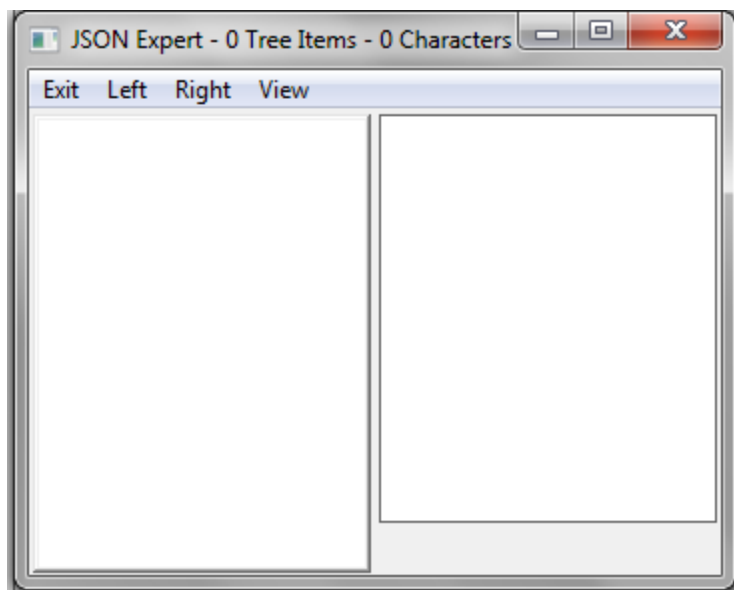 JSON Expert - 0 Tree Items - 0 Characters
Exit Left Right View